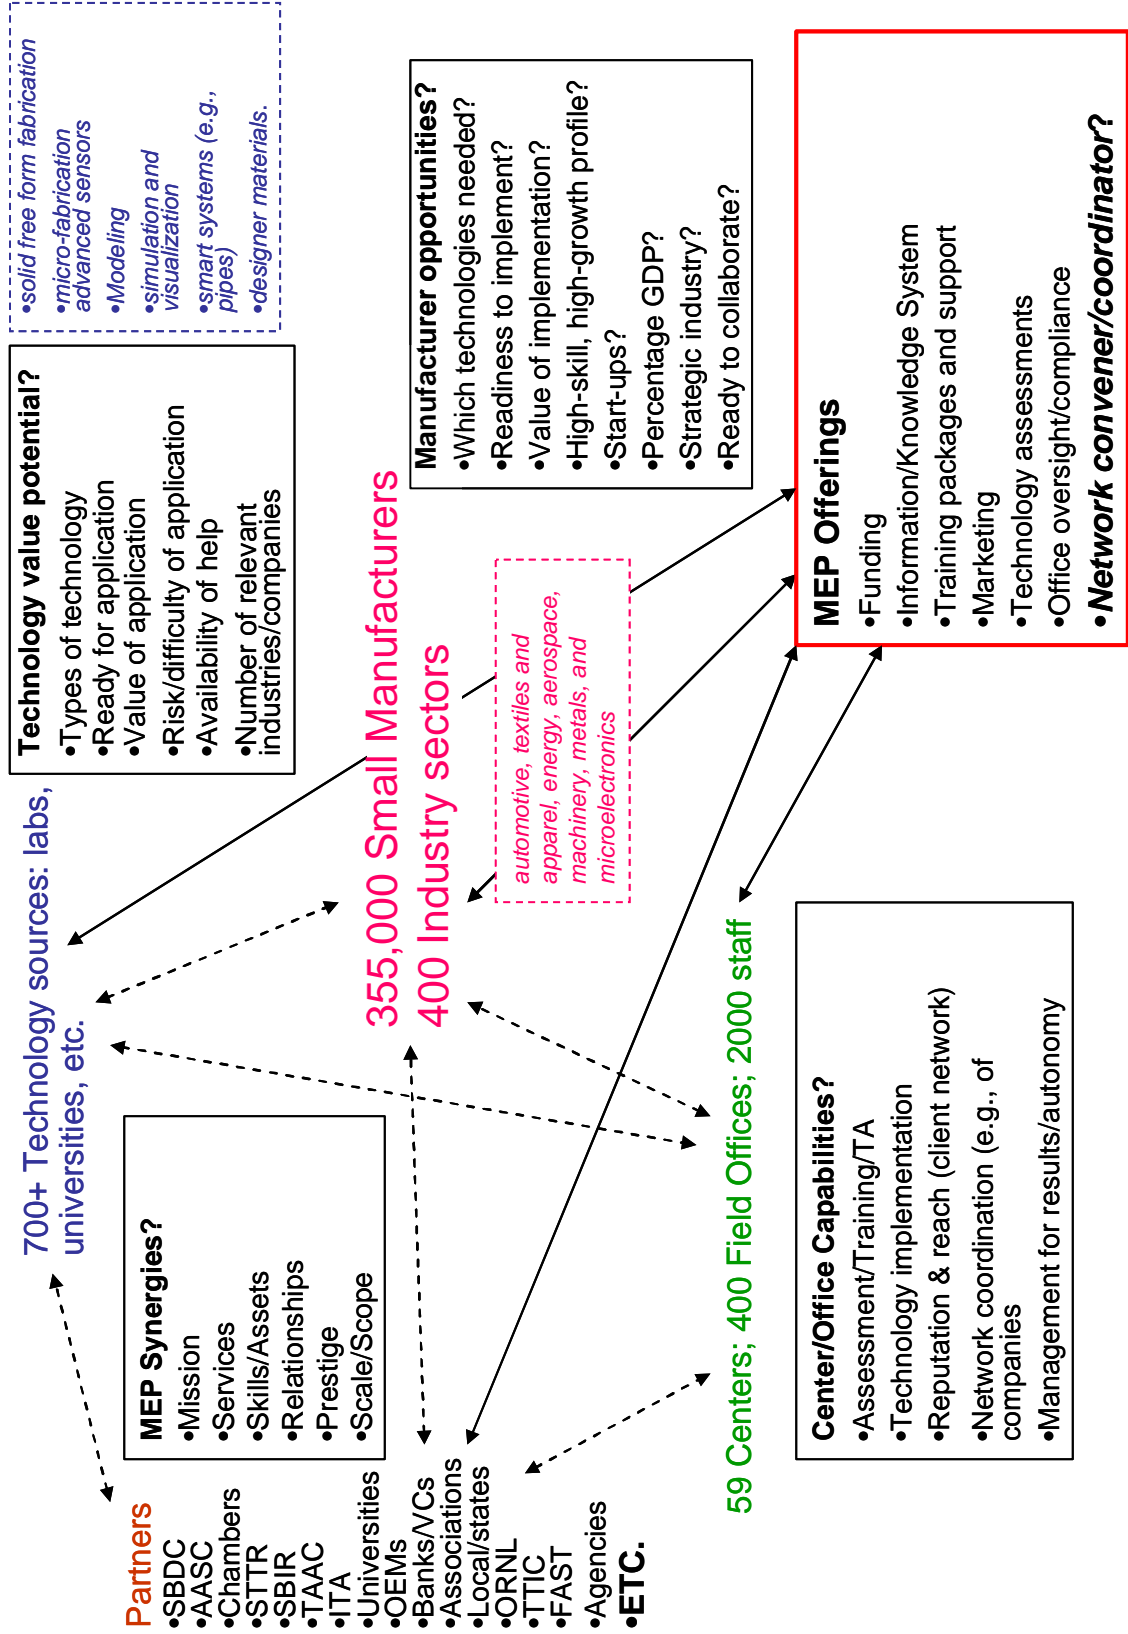 Partners
•SBDC
•AASC
•Chambers
•STTR
•SBIR
•TAAC
•ITA
•Universities
•OEMs
•Banks/VCs
•Associations
•Local/states
•ORNL
•TTIC
•FAST
•Agencies
•ETC.
700+ Technology sources: labs,
universities, etc.
MEP Synergies?
•Mission
•Services
•Skills/Assets
•Relationships
•Prestige
•Scale/Scope
Technology value potential?
•Types of technology
•Ready for application
•Value of application
•Risk/difficulty of application
•Availability of help
•Number of relevant
industries/companies
•solid free form fabrication
•micro-fabrication
advanced sensors
•Modeling
•simulation and
visualization
•smart systems (e.g.,
pipes)
•designer materials.
355,000 Small Manufacturers
400 Industry sectors
automotive, textiles and
apparel, energy, aerospace,
machinery, metals, and
microelectronics
Manufacturer opportunities?
•Which technologies needed?
•Readiness to implement?
•Value of implementation?
•High-skill, high-growth profile?
•Start-ups?
•Percentage GDP?
•Strategic industry?
•Ready to collaborate?
59 Centers; 400 Field Offices; 2000 staff
Center/Office Capabilities?
•Assessment/Training/TA
•Technology implementation
•Reputation & reach (client network)
•Network coordination (e.g., of
companies
•Management for results/autonomy
MEP Offerings
•Funding
•Information/Knowledge System
•Training packages and support
•Marketing
•Technology assessments
•Office oversight/compliance
•Network convener/coordinator?